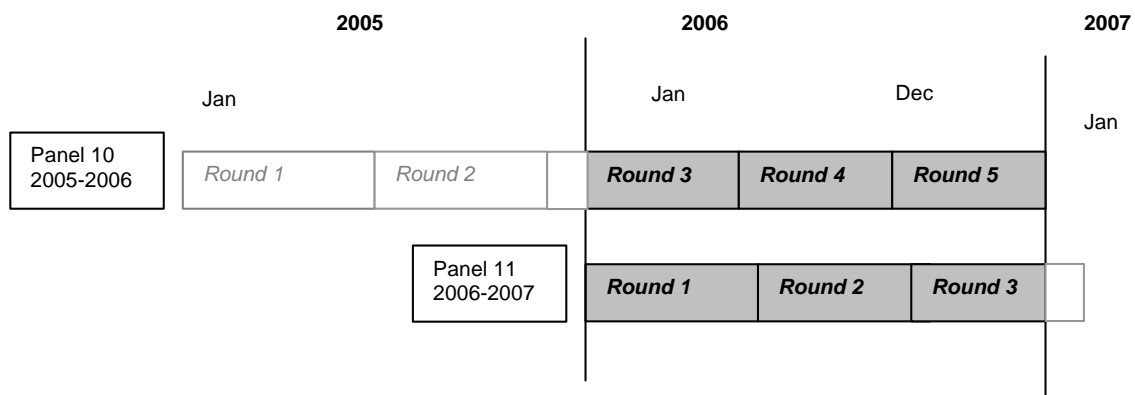 2005 2006 2007
Jan Jan Dec
Jan
Panel 10
2005-2006
Round 1 Round 2 Round 3 Round 4 Round 5
Panel 11
2006-2007
Round 1 Round 2 Round 3